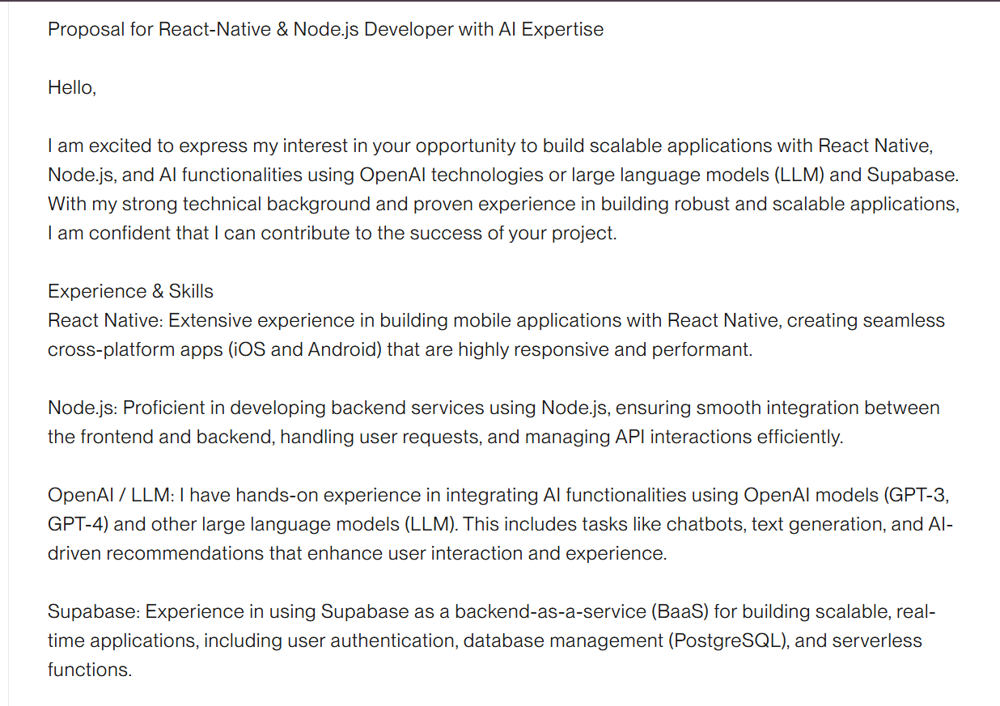 Proposal for React-Native & Node.js Developer with AI Expertise
Hello,
I am excited to express my interest in your opportunity to build scalable applications with React Native,
Node.js, and AI functionalities using OpenAI technologies or large language models (LLM) and Supabase.
With my strong technical background and proven experience in building robust and scalable applications,
I am confident that I can contribute to the success of your project.
Experience & Skills
React Native: Extensive experience in building mobile applications with React Native, creating seamless
cross-platform apps (iOS and Android) that are highly responsive and performant.
Node.js: Proficient in developing backend services using Node.js, ensuring smooth integration between
the frontend and backend, handling user requests, and managing API interactions efficiently.
OpenAI / LLM: I have hands-on experience in integrating AI functionalities using OpenAI models (GPT-3,
GPT-4) and other large language models (LLM). This includes tasks like chatbots, text generation, and AI-
driven recommendations that enhance user interaction and experience.
Supabase: Experience in using Supabase as a backend-as-a-service (BaaS) for building scalable, real-
time applications, including user authentication, database management (PostgreSQL), and serverless
functions.